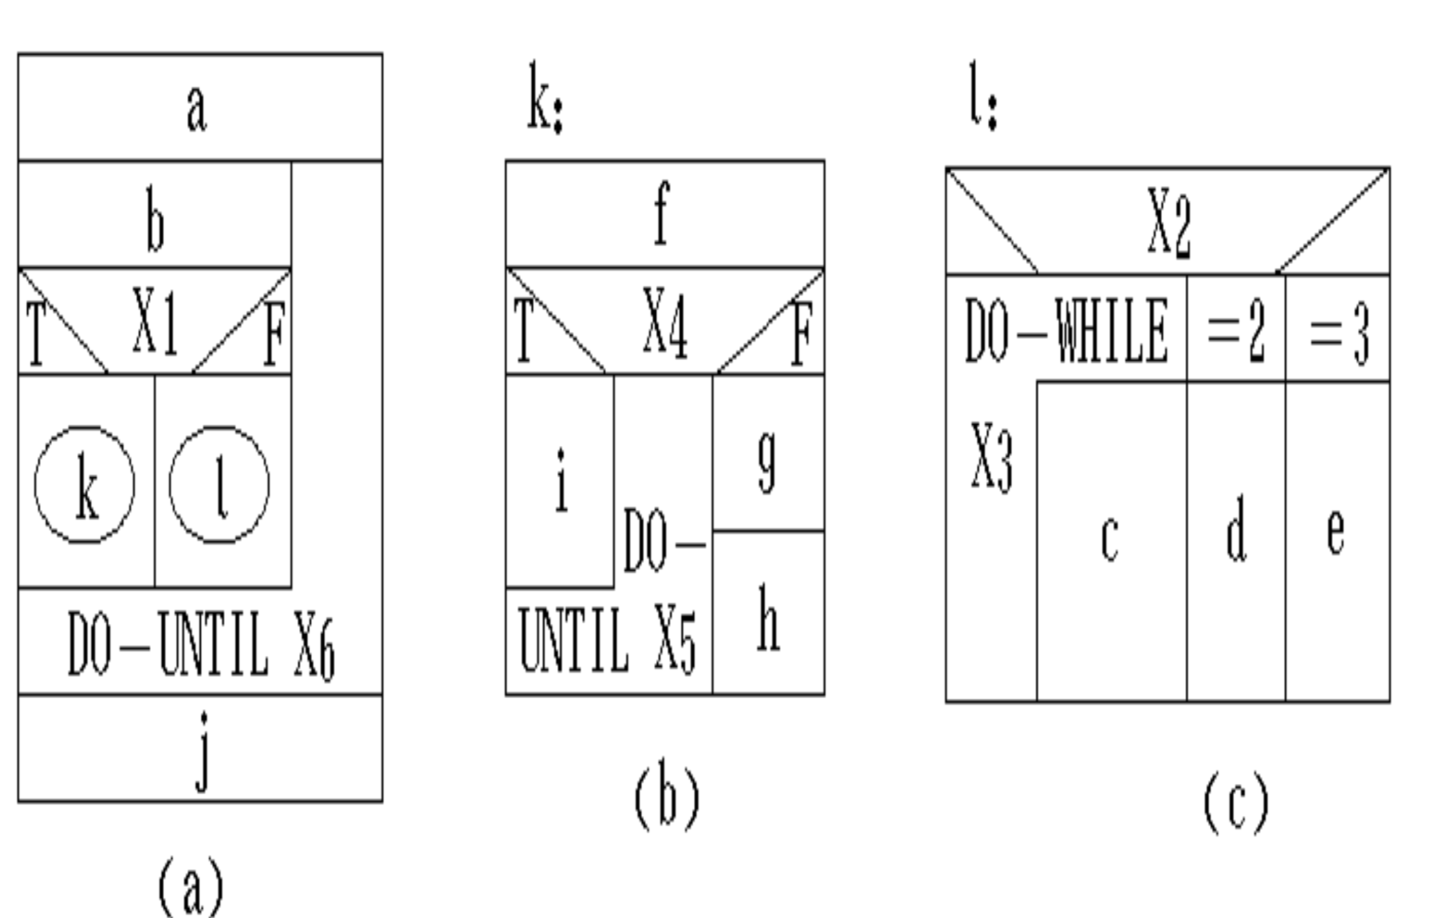 a
b
T X1 F
k l
DO-UNTIL X6
j
(a)
k:
f
T X4 F
i
g
DO-
UNTIL X5
h
(b)
l:
X2
DO-WHILE =2 =3
X3
c d e
(c)